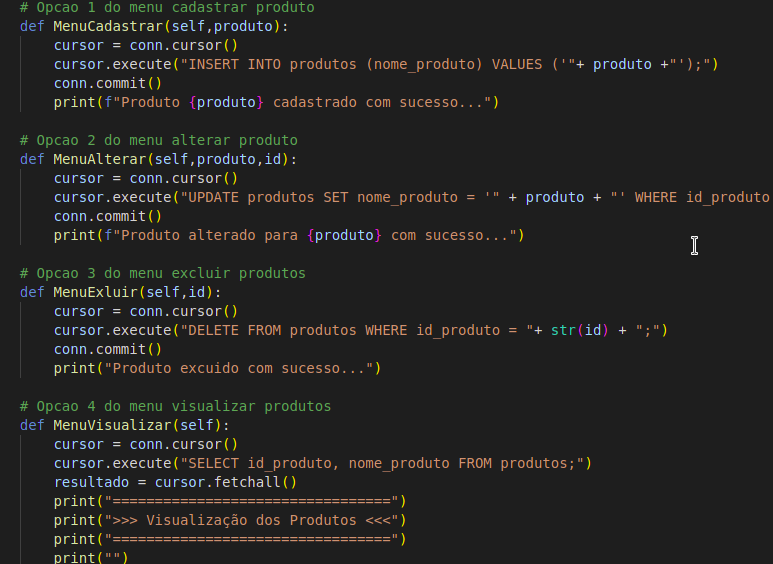 # Opcao 1 do menu cadastrar produto
def MenuCadastrar(self,produto):
    cursor = conn.cursor()
    cursor.execute("INSERT INTO produtos (nome_produto) VALUES ('"+ produto +"');")
    conn.commit()
    print(f"Produto {produto} cadastrado com sucesso...")
# Opcao 2 do menu alterar produto
def MenuAlterar(self,produto,id):
    cursor = conn.cursor()
    cursor.execute("UPDATE produtos SET nome_produto = '" + produto + "' WHERE id_produto
    conn.commit()
    print(f"Produto alterado para {produto} com sucesso...")
# Opcao 3 do menu excluir produtos
def MenuExluir(self,id):
    cursor = conn.cursor()
    cursor.execute("DELETE FROM produtos WHERE id_produto = "+ str(id) + ";")
    conn.commit()
    print("Produto excuido com sucesso...")
# Opcao 4 do menu visualizar produtos
def MenuVisualizar(self):
    cursor = conn.cursor()
    cursor.execute("SELECT id_produto, nome_produto FROM produtos;")
    resultado = cursor.fetchall()
    print("=================================")
    print(">>> Visualização dos Produtos <<<")
    print("=================================")
    print("")